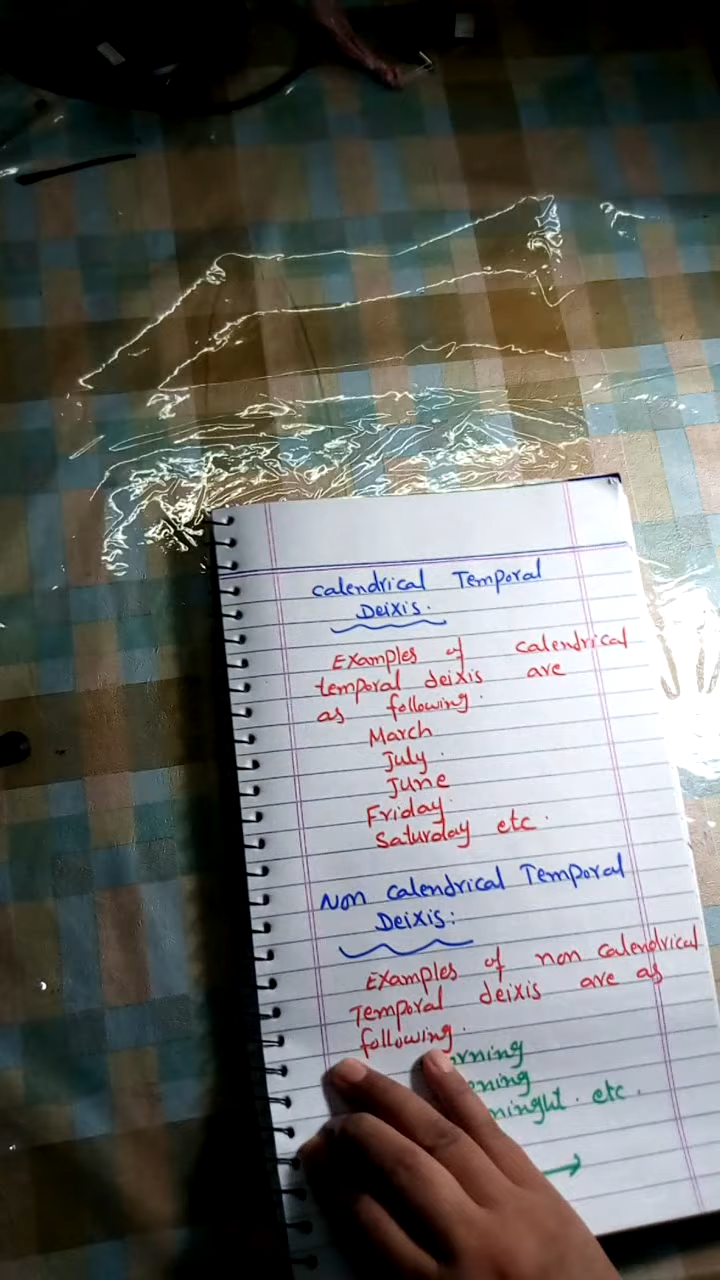 Calendrical Temporal
Deixis.
Examples of calendrical
temporal deixis are
as following.
March
July.
June
Friday.
Saturday etc.
Non calendrical Temporal
Deixis:
Examples of non calendrical
Temporal deixis are as
following.
etc.